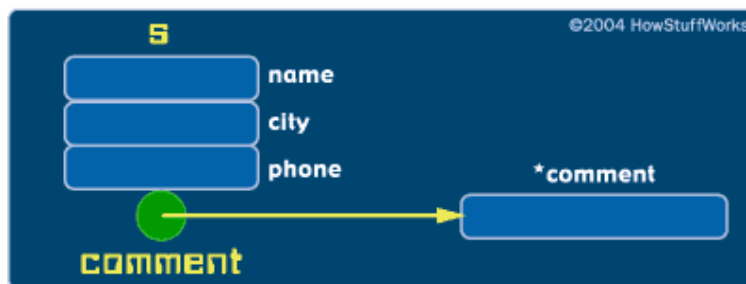 ©2004 HowStuffWorks
s
name
city
phone
*comment
comment